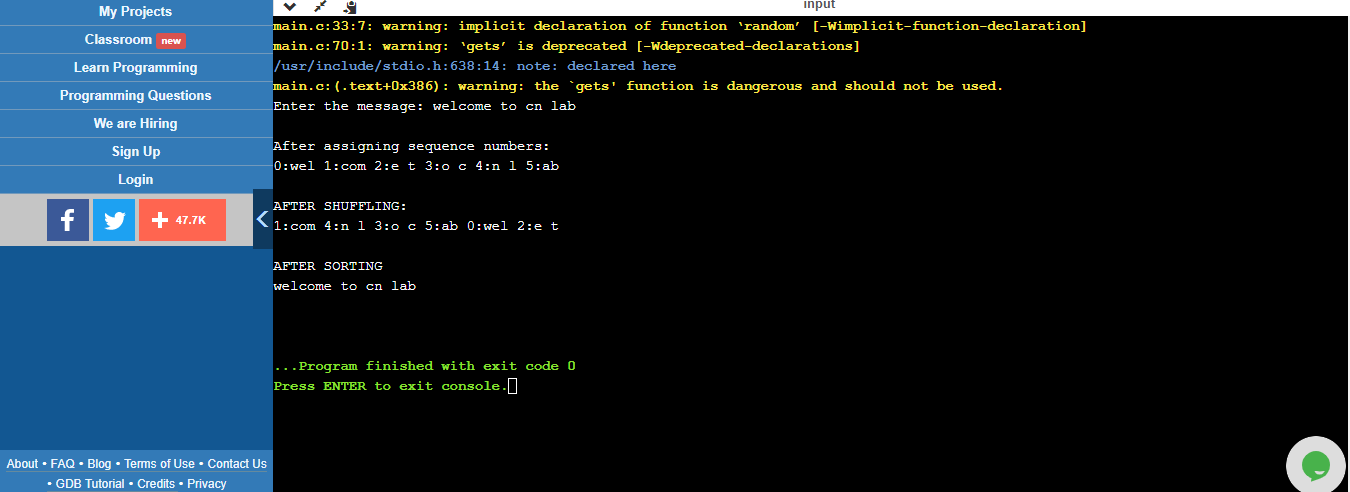 My Projects
Classroom new
Learn Programming
Programming Questions
We are Hiring
Sign Up
Login
47.7K
About • FAQ • Blog • Terms of Use • Contact Us
• GDB Tutorial • Credits • Privacy
input
main.c:33:7: warning: implicit declaration of function ‘random’ [-Wimplicit-function-declaration]
main.c:70:1: warning: ‘gets’ is deprecated [-Wdeprecated-declarations]
/usr/include/stdio.h:638:14: note: declared here
main.c:(.text+0x386): warning: the `gets' function is dangerous and should not be used.
Enter the message: welcome to cn lab
After assigning sequence numbers:
0:wel 1:com 2:e t 3:o c 4:n l 5:ab
AFTER SHUFFLING:
1:com 4:n l 3:o c 5:ab 0:wel 2:e t
AFTER SORTING
welcome to cn lab
...Program finished with exit code 0
Press ENTER to exit console.